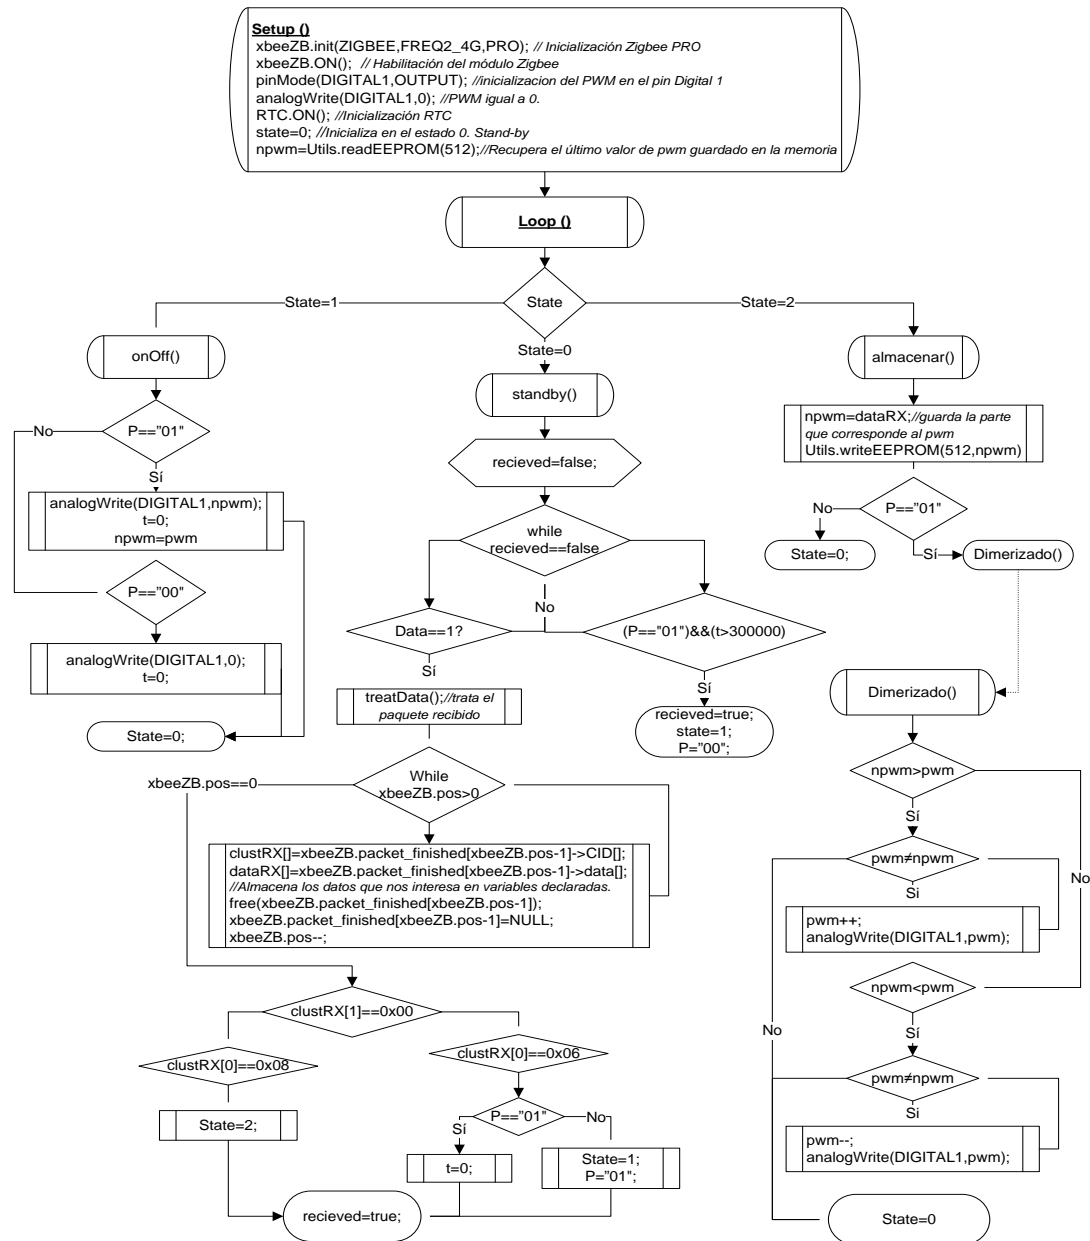 Setup ()
xbeeZB.init(ZIGBEE,FREQ2_4G,PRO); // Inicialización Zigbee PRO
xbeeZB.ON(); // Habilitación del módulo Zigbee
pinMode(DIGITAL1,OUTPUT); //inicializacion del PWM en el pin Digital 1
analogWrite(DIGITAL1,0); //PWM igual a 0.
RTC.ON(); //Inicialización RTC
state=0; //Inicializa en el estado 0. Stand-by
npwm=Utils.readEEPROM(512);//Recupera el último valor de pwm guardado en la memoria
Loop ()
State
State=1
State=0
State=2
onOff()
P=="01"
No
Sí
analogWrite(DIGITAL1,npwm);
t=0;
npwm=pwm
P=="00"
analogWrite(DIGITAL1,0);
t=0;
State=0;
standby()
recieved=false;
while
recieved==false
Data==1?
No
(P=="01")&&(t>300000)
Sí
treatData();//trata el
paquete recibido
Sí
recieved=true;
state=1;
P="00";
While
xbeeZB.pos>0
xbeeZB.pos==0
clustRX[]=xbeeZB.packet_finished[xbeeZB.pos-1]->CID[];
dataRX[]=xbeeZB.packet_finished[xbeeZB.pos-1]->data[];
//Almacena los datos que nos interesa en variables declaradas.
free(xbeeZB.packet_finished[xbeeZB.pos-1]);
xbeeZB.packet_finished[xbeeZB.pos-1]=NULL;
xbeeZB.pos--;
clustRX[1]==0x00
clustRX[0]==0x08
State=2;
clustRX[0]==0x06
P=="01"
Sí
No
t=0;
State=1;
P="01";
recieved=true;
almacenar()
npwm=dataRX;//guarda la parte
que corresponde al pwm
Utils.writeEEPROM(512,npwm)
P=="01"
No
State=0;
Sí
Dimerizado()
Dimerizado()
npwm>pwm
Sí
No
pwm≠npwm
Si
pwm++;
analogWrite(DIGITAL1,pwm);
npwm<pwm
No
Sí
pwm≠npwm
Si
pwm--;
analogWrite(DIGITAL1,pwm);
State=0